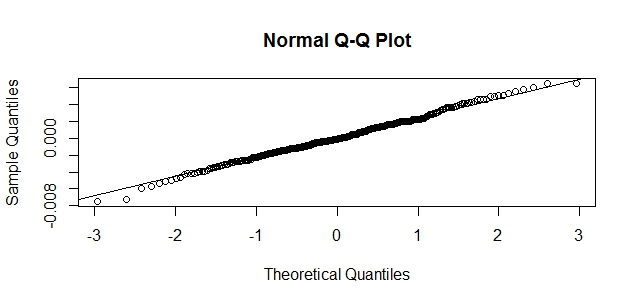 Normal Q-Q Plot
Sample Quantiles
0.000
-0.008
-3 -2 -1 0 1 2 3
Theoretical Quantiles